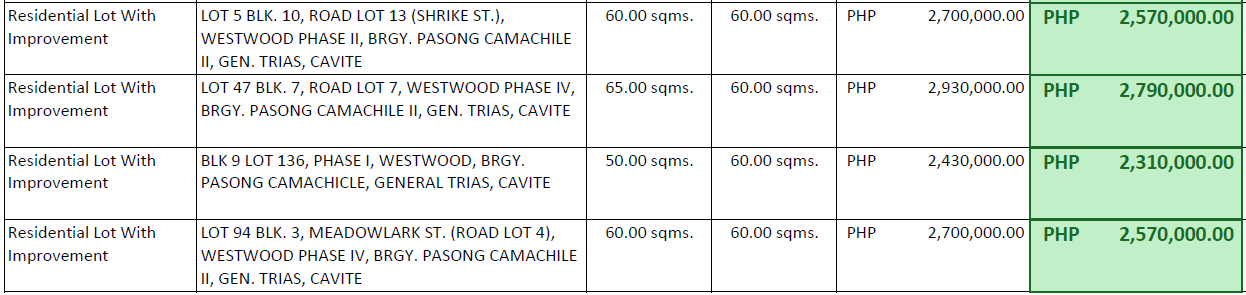 Residential Lot With Improvement LOT 5 BLK. 10, ROAD LOT 13 (SHRIKE ST.), WESTWOOD PHASE II, BRGY. PASONG CAMACHILE II, GEN. TRIAS, CAVITE 60.00 sqms. 60.00 sqms. PHP 2,700,000.00 PHP 2,570,000.00
Residential Lot With Improvement LOT 47 BLK. 7, ROAD LOT 7, WESTWOOD PHASE IV, BRGY. PASONG CAMACHILE II, GEN. TRIAS, CAVITE 65.00 sqms. 60.00 sqms. PHP 2,930,000.00 PHP 2,790,000.00
Residential Lot With Improvement BLK 9 LOT 136, PHASE I, WESTWOOD, BRGY. PASONG CAMACHICLE, GENERAL TRIAS, CAVITE 50.00 sqms. 60.00 sqms. PHP 2,430,000.00 PHP 2,310,000.00
Residential Lot With Improvement LOT 94 BLK. 3, MEADOWLARK ST. (ROAD LOT 4), WESTWOOD PHASE IV, BRGY. PASONG CAMACHILE II, GEN. TRIAS, CAVITE 60.00 sqms. 60.00 sqms. PHP 2,700,000.00 PHP 2,570,000.00